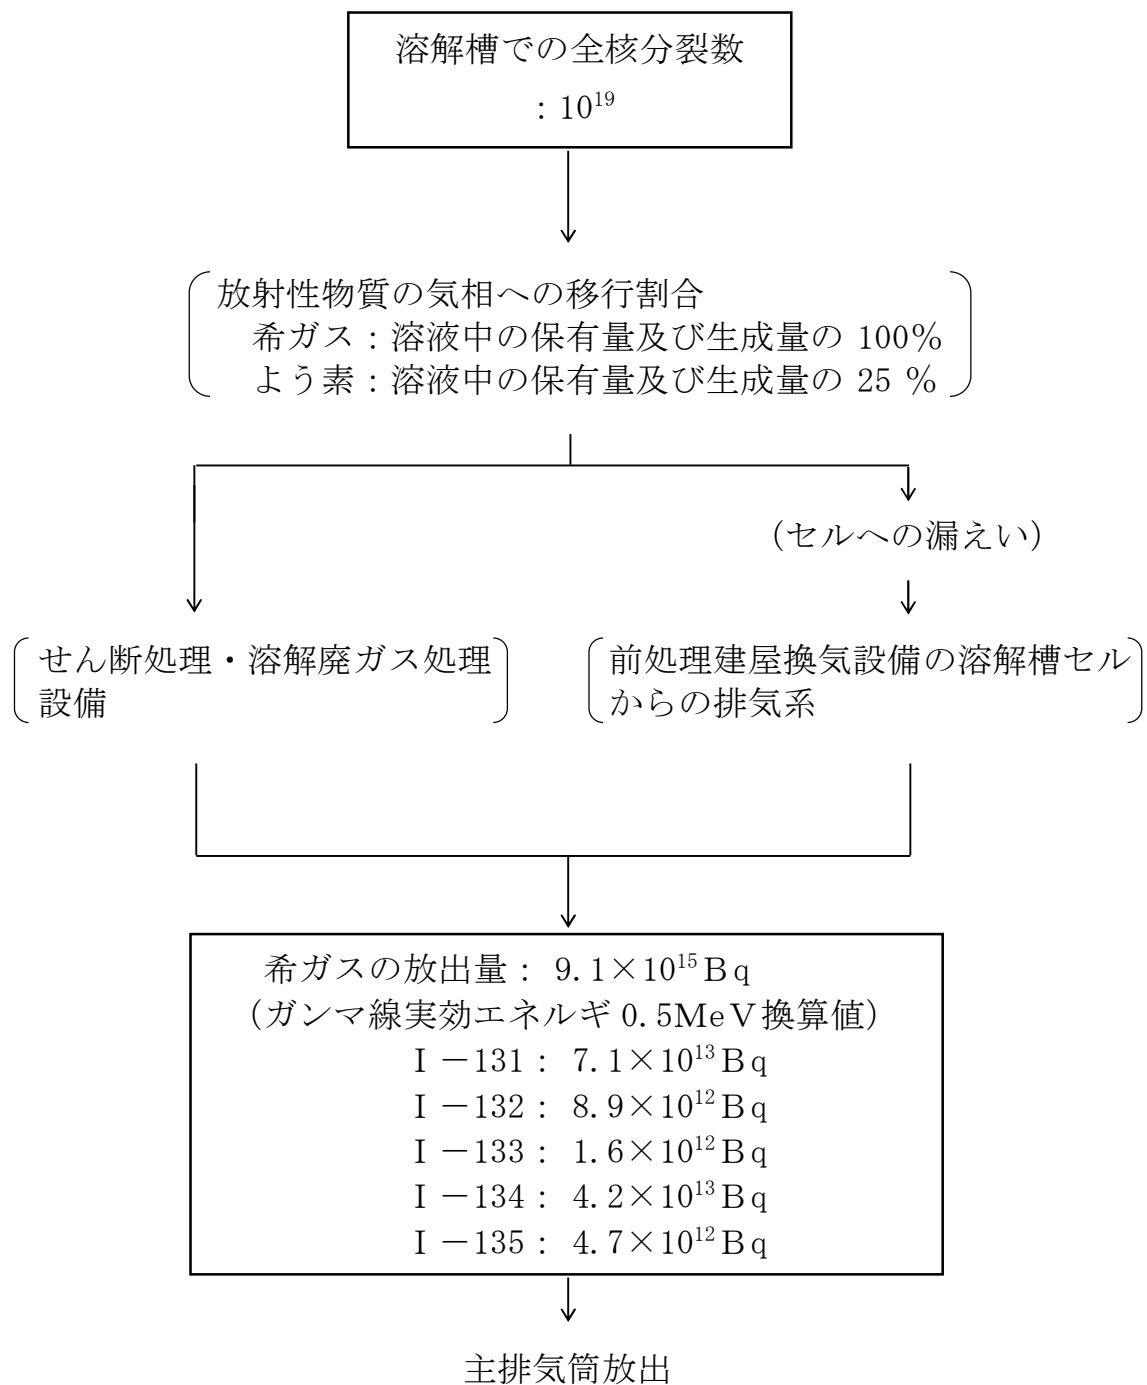 溶解槽での全核分裂数
：10¹⁹
放射性物質の気相への移行割合
希ガス：溶液中の保有量及び生成量の 100％
よう素：溶液中の保有量及び生成量の 25 ％
(セルへの漏えい)
せん断処理・溶解廃ガス処理
設備
前処理建屋換気設備の溶解槽セル
からの排気系
希ガスの放出量： 9.1×10¹⁵Ｂq
(ガンマ線実効エネルギ 0.5MeＶ換算値)
Ｉ－131： 7.1×10¹³Ｂq
Ｉ－132： 8.9×10¹²Ｂq
Ｉ－133： 1.6×10¹²Ｂq
Ｉ－134： 4.2×10¹³Ｂq
Ｉ－135： 4.7×10¹²Ｂq
主排気筒放出